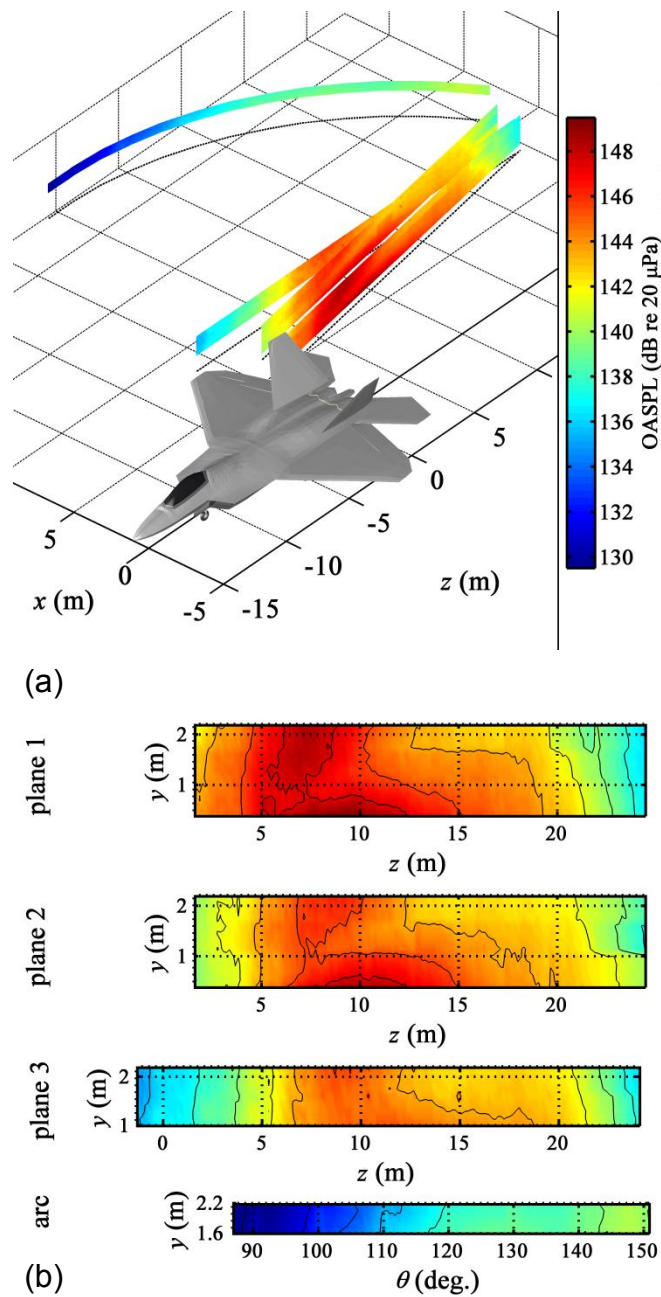 148
146
144
142
140
138
136
134
132
130
OASPL (dB re 20 µPa)
5
0
-5
-10
-15
z (m)
5
0
-5
x (m)
(a)
plane 1
y (m)
2
1
5 10 15 20
z (m)
plane 2
y (m)
2
1
5 10 15 20
z (m)
plane 3
y (m)
2
1
0 5 10 15 20
z (m)
arc
y (m)
2.2
1.6
90 100 110 120 130 140 150
θ (deg.)
(b)